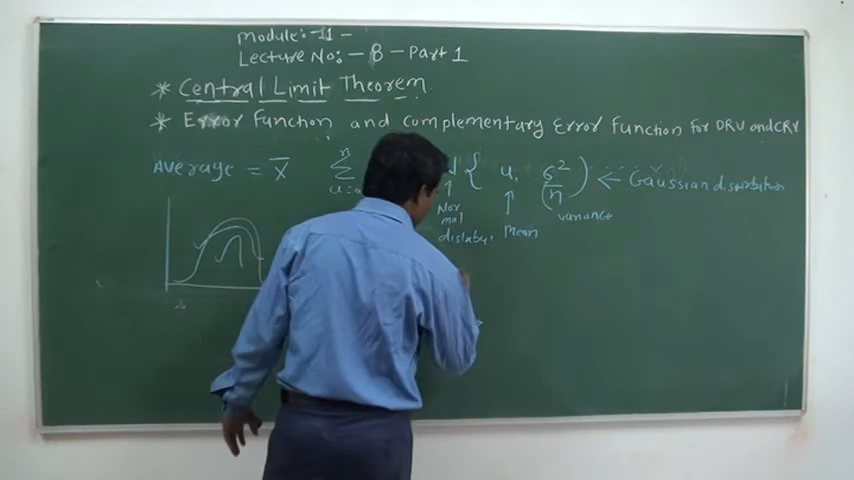 Module:-11 -
Lecture No:- 8 - Part 1
* Central Limit Theorem
* Error Function and complementary Error Function for DRV and CRV
Average = x̄ Σ n { u, σ²/n ) ← Gaussian distribution
Nor
mal
Mean variance